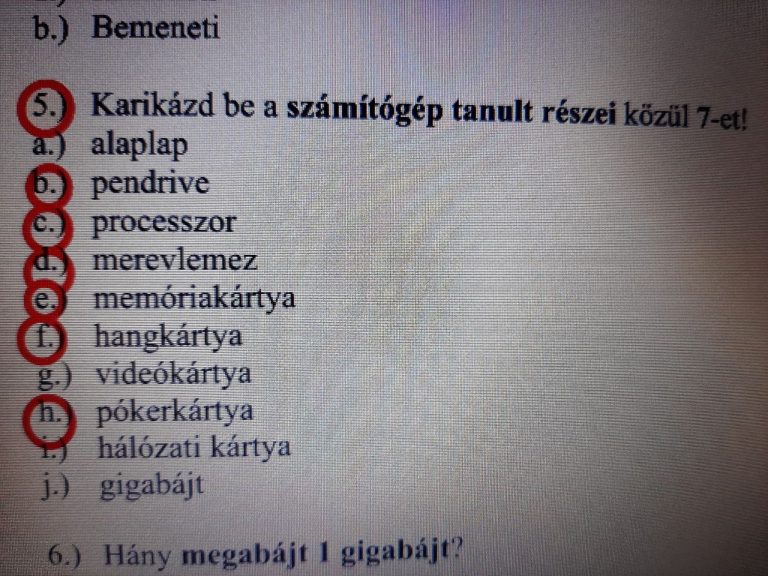 b.) Bemeneti
5.) Karikázd be a számítógép tanult részei közül 7-et!
a.) alaplap
b.) pendrive
c.) processzor
d.) merevlemez
e.) memóriakártya
f.) hangkártya
g.) videókártya
h.) pókerkártya
i.) hálózati kártya
j.) gigabájt
6.) Hány megabájt 1 gigabájt?